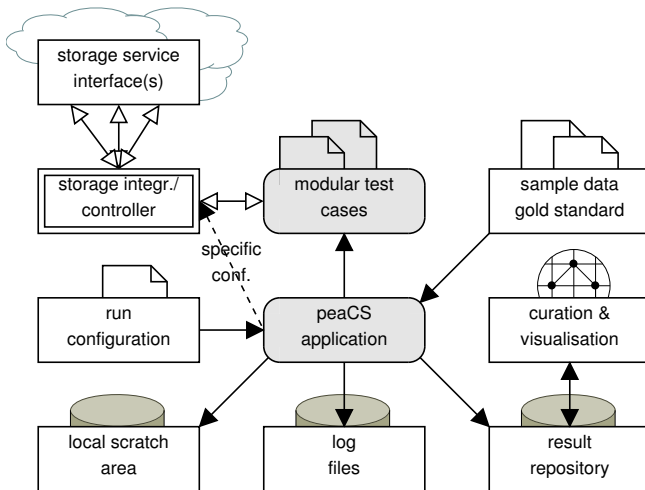 storage service
interface(s)
storage integr./
controller
modular test
cases
sample data
gold standard
specific
conf.
run
configuration
peaCS
application
curation &
visualisation
local scratch
area
log
files
result
repository